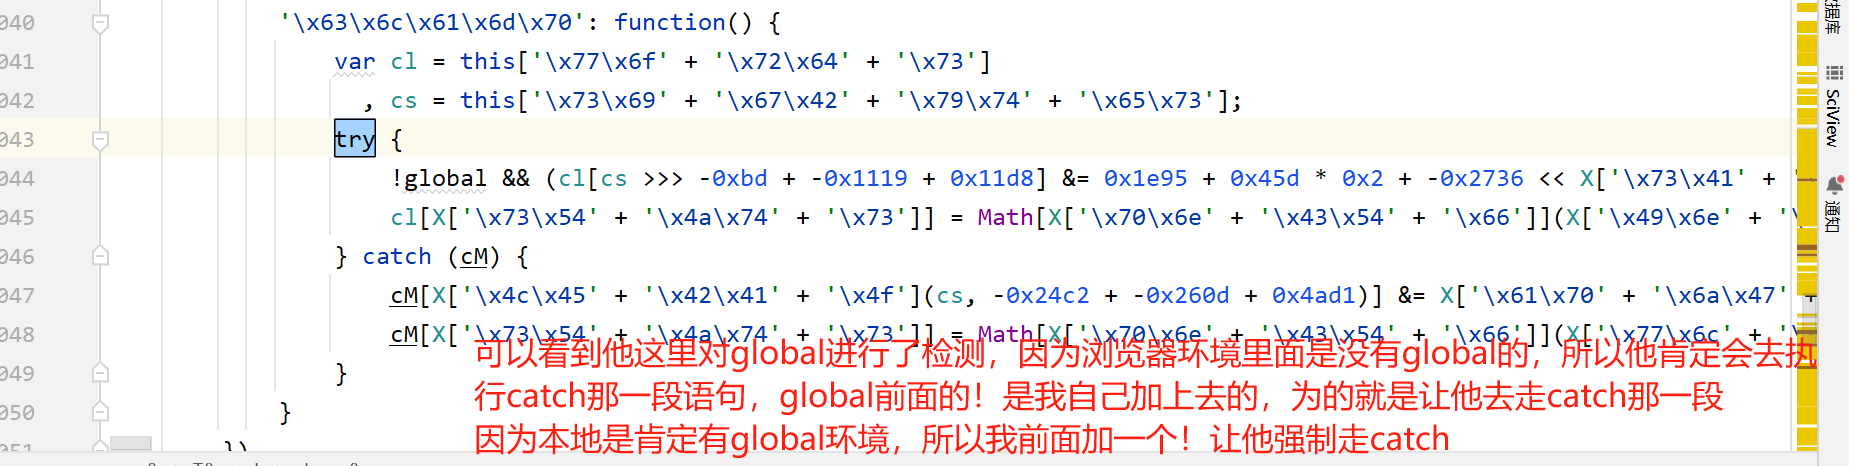 040 '\x63\x6c\x61\x6d\x70': function() {
041 var cl = this['\x77\x6f' + '\x72\x64' + '\x73']
042 , cs = this['\x73\x69' + '\x67\x42' + '\x79\x74' + '\x65\x73'];
043 try {
044 !global && (cl[cs >>> -0xbd + -0x1119 + 0x11d8] &= 0x1e95 + 0x45d * 0x2 + -0x2736 << X['\x73\x41' + '
045 cl[X['\x73\x54' + '\x4a\x74' + '\x73']] = Math[X['\x70\x6e' + '\x43\x54' + '\x66']](X['\x49\x6e' + '\
046 } catch (cM) {
047 cM[X['\x4c\x45' + '\x42\x41' + '\x4f'](cs, -0x24c2 + -0x260d + 0x4ad1)] &= X['\x61\x70' + '\x6a\x47' +
048 cM[X['\x73\x54' + '\x4a\x74' + '\x73']] = Math[X['\x70\x6e' + '\x43\x54' + '\x66']](X['\x77\x6c' + '\
049 }
050 }
051 })
可以看到他这里对global进行了检测，因为浏览器环境里面是没有global的，所以他肯定会去执
行catch那一段语句，global前面的！是我自己加上去的，为的就是让他去走catch那一段
因为本地是肯定有global环境，所以我前面加一个！让他强制走catch
据库
SciView
通知